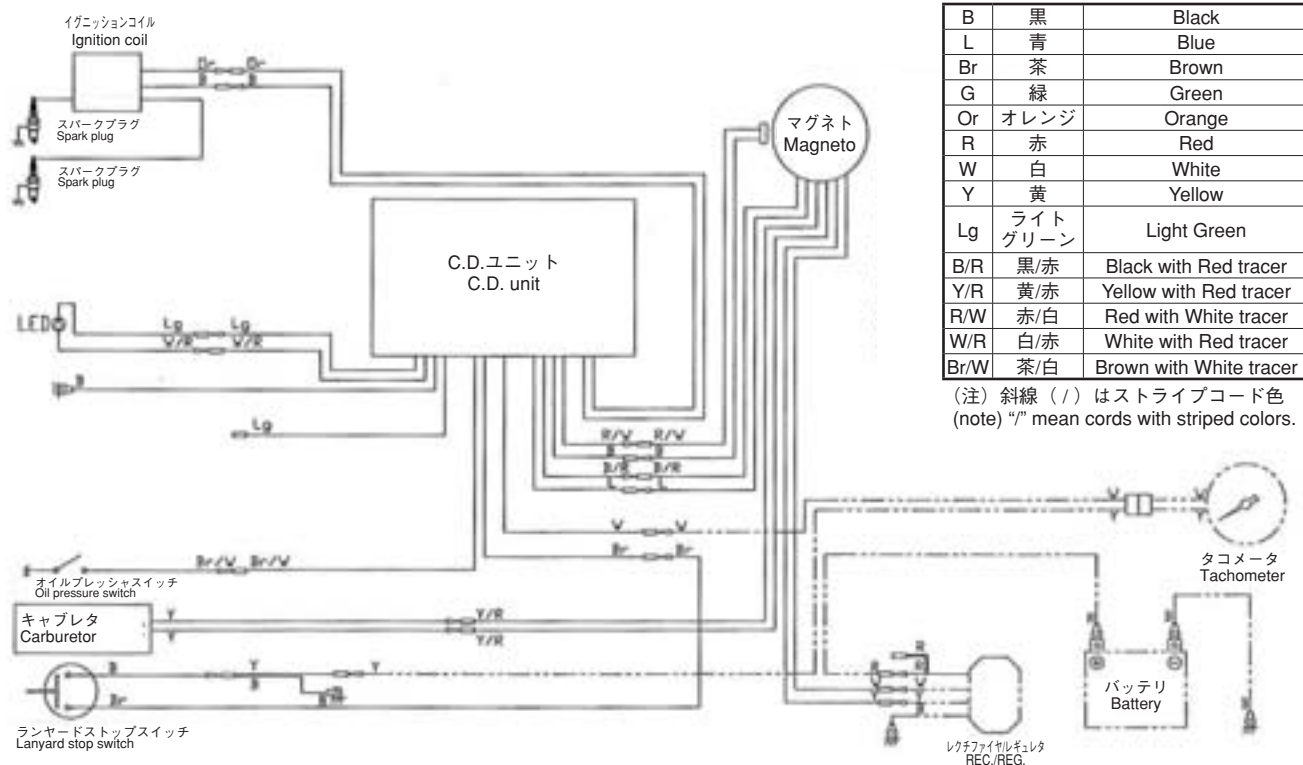 イグニッションコイル
Ignition coil
Or Or
B B
スパークプラグ
Spark plug
スパークプラグ
Spark plug
マグネト
Magneto
C.D.ユニット
C.D. unit
LED
Lg Lg
W/R W/R
B
Lg
R/W R/W
B B
B/R B/R
L L
W W
Br Br
W W
Y Y
タコメータ
Tachometer
Br/W Br/W
オイルプレッシャスイッチ
Oil pressure switch
キャブレタ
Carburetor
Y Y/R
Y Y/R
B Y Y
B B
Br
ランヤードストップスイッチ
Lanyard stop switch
R
R R
レクチファイヤレギュレタ
REC./REG.
バッテリ
Battery
B 黒 Black
L 青 Blue
Br 茶 Brown
G 緑 Green
Or オレンジ Orange
R 赤 Red
W 白 White
Y 黄 Yellow
Lg ライト
グリーン Light Green
B/R 黒/赤 Black with Red tracer
Y/R 黄/赤 Yellow with Red tracer
R/W 赤/白 Red with White tracer
W/R 白/赤 White with Red tracer
Br/W 茶/白 Brown with White tracer
（注）斜線（ / ）はストライプコード色
(note) “/” mean cords with striped colors.